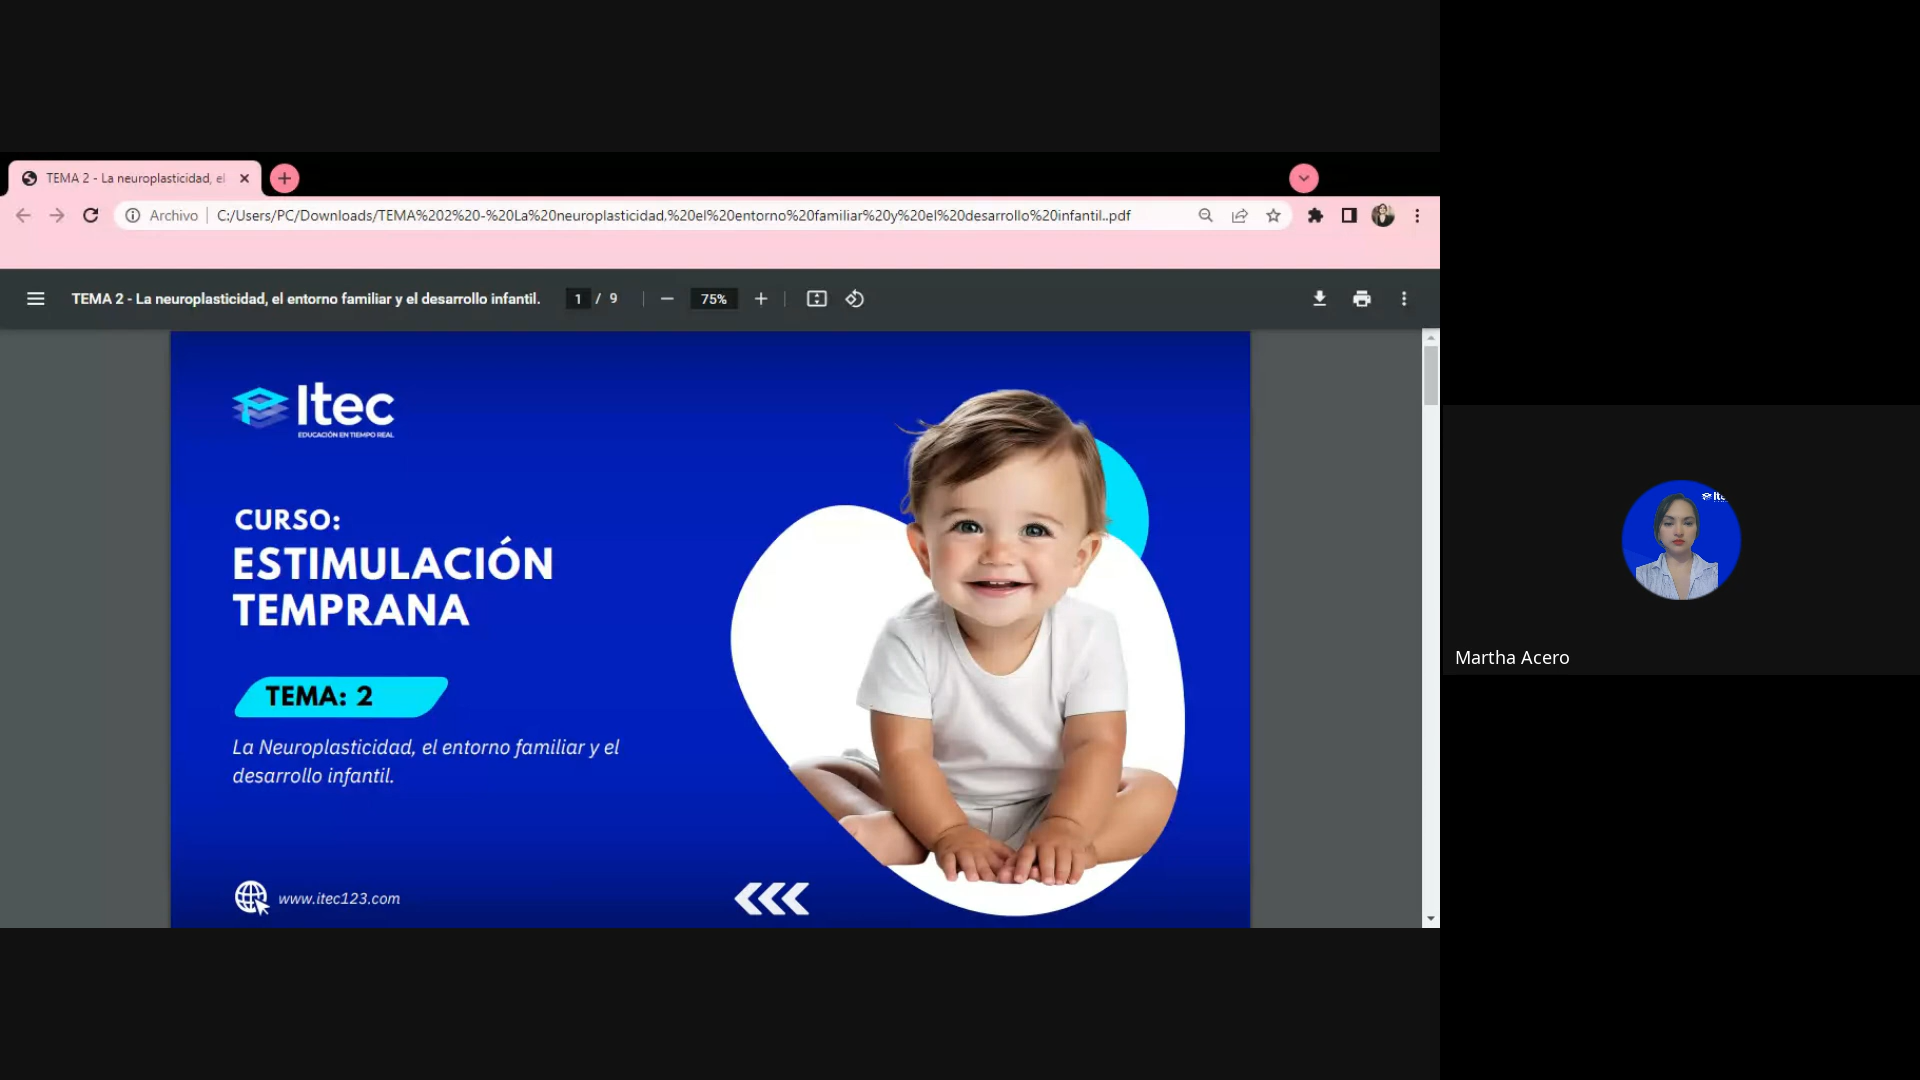 TEMA 2 - La neuroplasticidad, el
Archivo
C:/Users/PC/Downloads/TEMA%202%20-%20La%20neuroplasticidad,%20el%20entorno%20familiar%20y%20el%20desarrollo%20infantil..pdf
TEMA 2 - La neuroplasticidad, el entorno familiar y el desarrollo infantil.
1 / 9
75%
Itec
EDUCACIÓN EN TIEMPO REAL
CURSO:
ESTIMULACIÓN
TEMPRANA
TEMA: 2
La Neuroplasticidad, el entorno familiar y el
desarrollo infantil.
www.itec123.com
Martha Acero